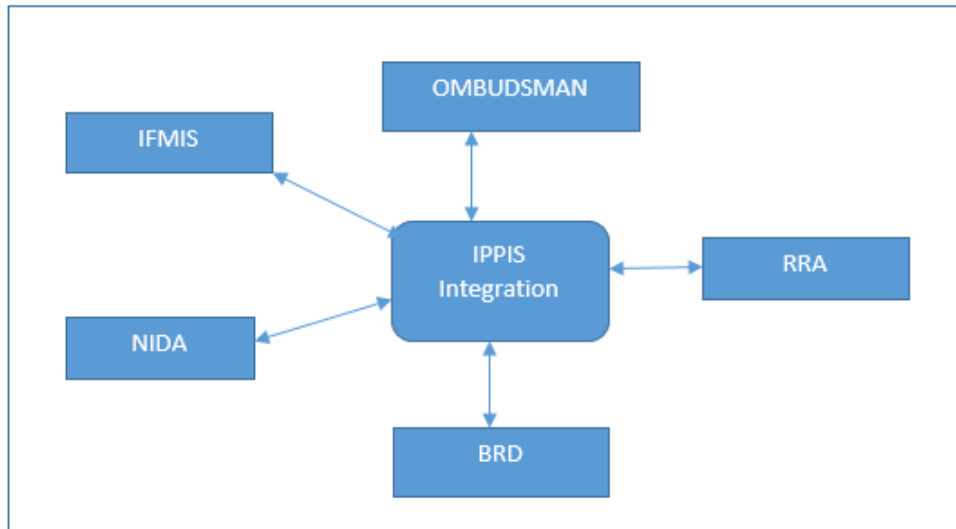 OMBUDSMAN
IFMIS
IPPIS
Integration
RRA
NIDA
BRD